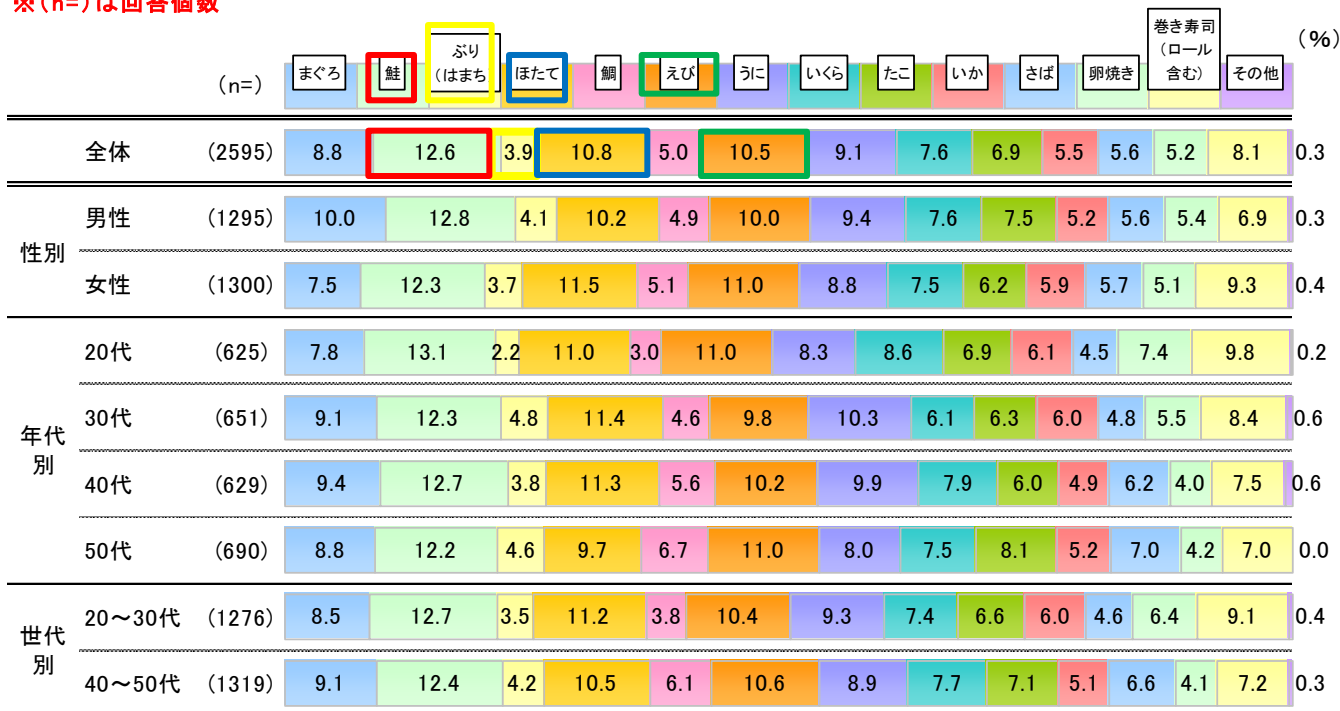 ※(n=)は回答個数
(%)
(n=) まぐろ 鮭 ぶり(はまち ほたて 鯛 えび うに いくら たこ いか さば 卵焼き 巻き寿司(ロール含む) その他
全体 (2595) 8.8 12.6 3.9 10.8 5.0 10.5 9.1 7.6 6.9 5.5 5.6 5.2 8.1 0.3
性別
男性 (1295) 10.0 12.8 4.1 10.2 4.9 10.0 9.4 7.6 7.5 5.2 5.6 5.4 6.9 0.3
女性 (1300) 7.5 12.3 3.7 11.5 5.1 11.0 8.8 7.5 6.2 5.9 5.7 5.1 9.3 0.4
年代別
20代 (625) 7.8 13.1 2.2 11.0 3.0 11.0 8.3 8.6 6.9 6.1 4.5 7.4 9.8 0.2
30代 (651) 9.1 12.3 4.8 11.4 4.6 9.8 10.3 6.1 6.3 6.0 4.8 5.5 8.4 0.6
40代 (629) 9.4 12.7 3.8 11.3 5.6 10.2 9.9 7.9 6.0 4.9 6.2 4.0 7.5 0.6
50代 (690) 8.8 12.2 4.6 9.7 6.7 11.0 8.0 7.5 8.1 5.2 7.0 4.2 7.0 0.0
世代別
20～30代 (1276) 8.5 12.7 3.5 11.2 3.8 10.4 9.3 7.4 6.6 6.0 4.6 6.4 9.1 0.4
40～50代 (1319) 9.1 12.4 4.2 10.5 6.1 10.6 8.9 7.7 7.1 5.1 6.6 4.1 7.2 0.3